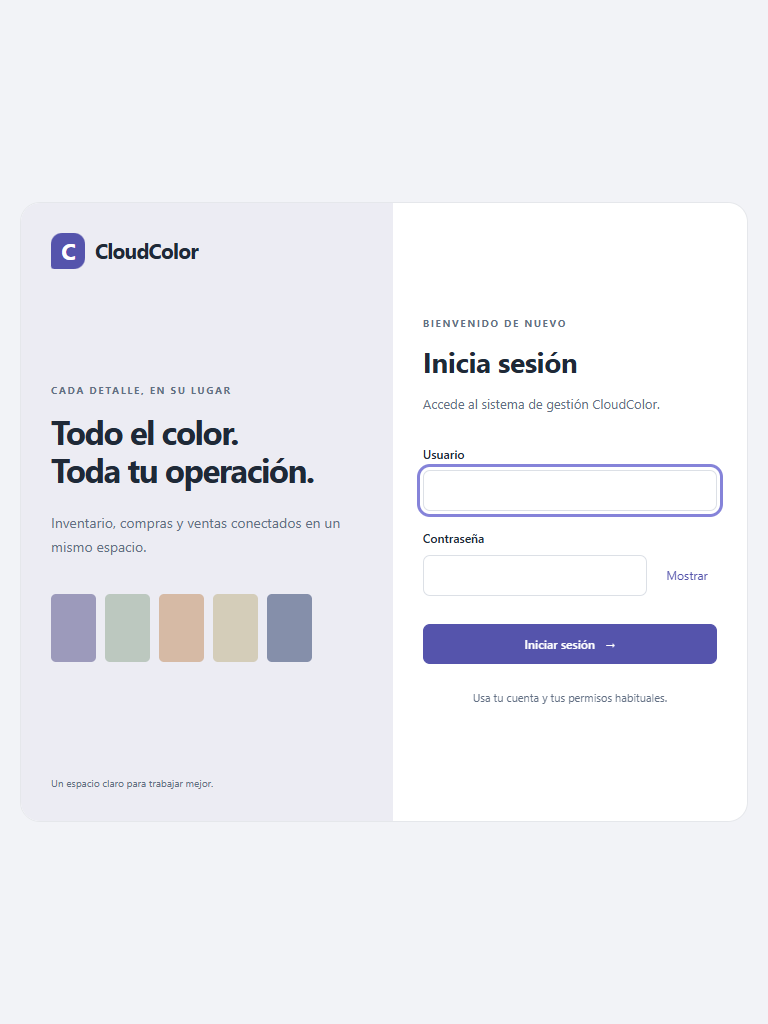 C CloudColor
CADA DETALLE, EN SU LUGAR
Todo el color.
Toda tu operación.
Inventario, compras y ventas conectados en un
mismo espacio.
Un espacio claro para trabajar mejor.
BIENVENIDO DE NUEVO
Inicia sesión
Accede al sistema de gestión CloudColor.
Usuario
Contraseña
Mostrar
Iniciar sesión →
Usa tu cuenta y tus permisos habituales.